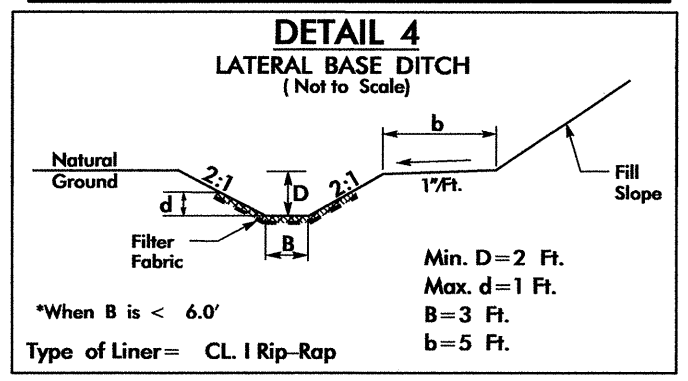 DETAIL 4
LATERAL BASE DITCH
( Not to Scale)
b
Natural
Ground
2:1
D
2:1
1"/Ft.
Fill
Slope
d
B
Filter
Fabric
Min. D=2 Ft.
Max. d=1 Ft.
*When B is < 6.0'
B=3 Ft.
b=5 Ft.
Type of Liner= CL. I Rip-Rap